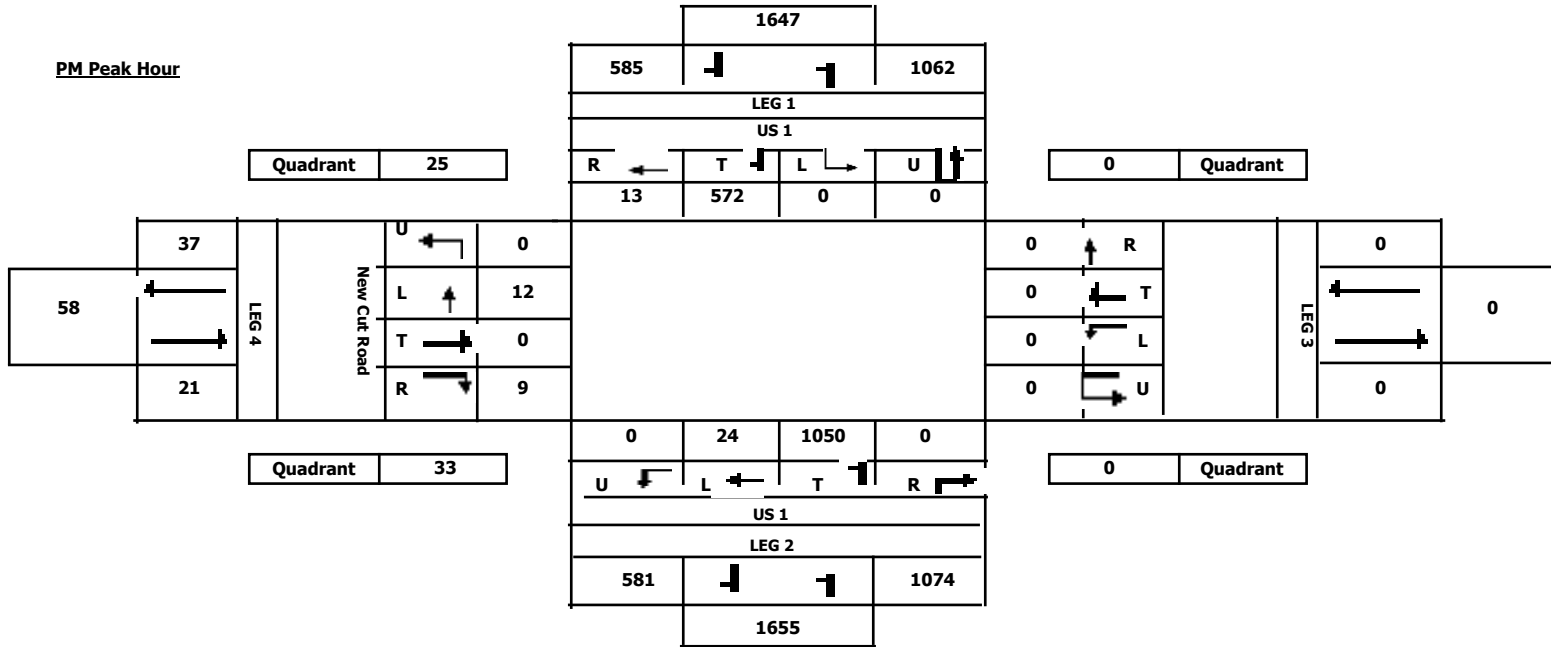 1647
PM Peak Hour
585 1062
LEG 1
US 1
Quadrant 25
R T L U
0 Quadrant
13 572 0 0
37 U 0
0 R 0
58
LEG 4
New Cut Road
L 12
0 T
LEG 3
0
T 0
0 L
21 R 9
0 U 0
0 24 1050 0
Quadrant 33
U L T R
0 Quadrant
US 1
LEG 2
581 1074
1655